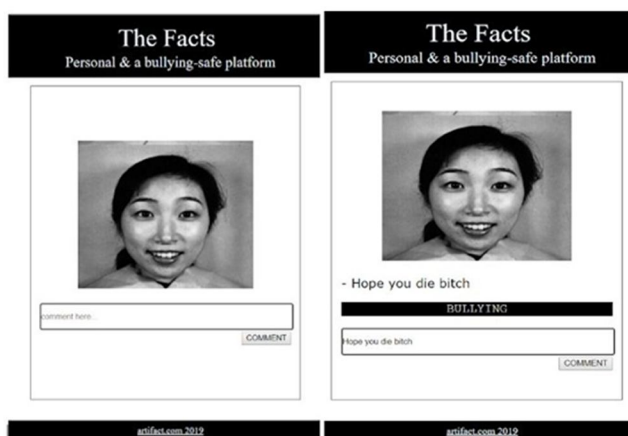 The Facts
Personal & a bullying-safe platform
comment here...
COMMENT
artifact.com 2019
The Facts
Personal & a bullying-safe platform
- Hope you die bitch
BULLYING
Hope you die bitch
COMMENT
artifact.com 2019